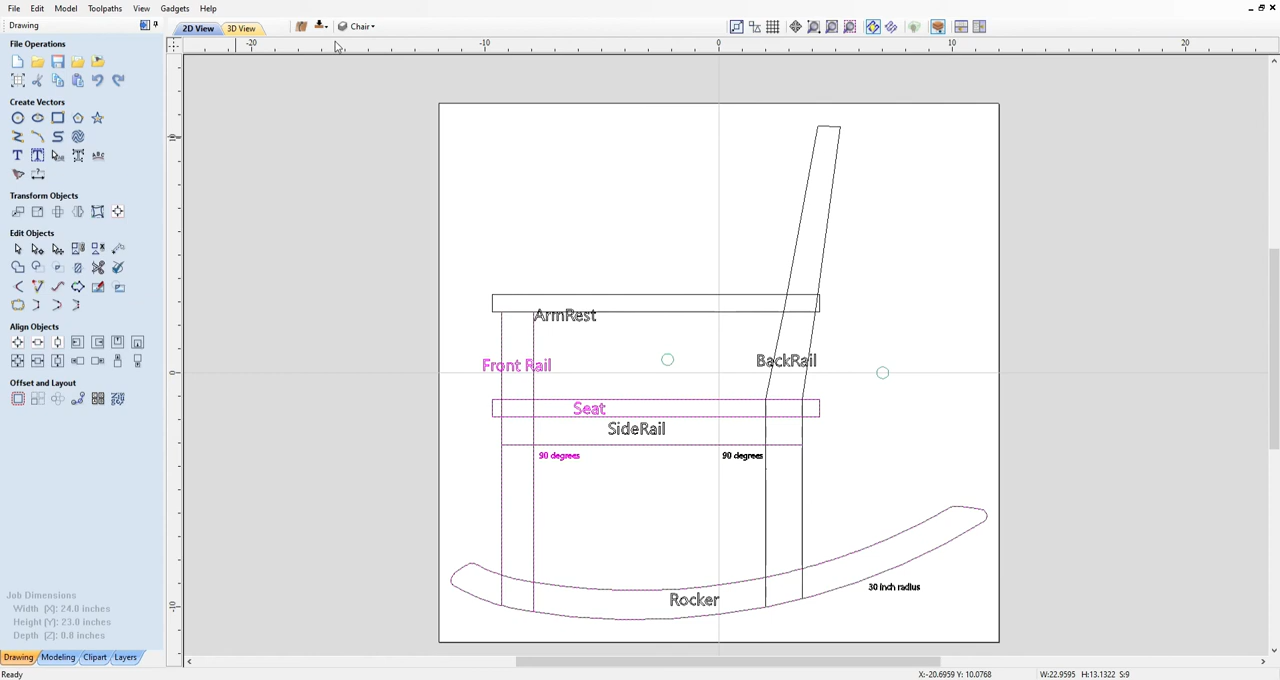 File Edit Model Toolpaths View Gadgets Help
Drawing
2D View 3D View Chair
-20 -10 0 10 20
File Operations
Create Vectors
Transform Objects
Edit Objects
Align Objects
Offset and Layout
10
0
-10
ArmRest
Front Rail
BackRail
Seat
SideRail
90 degrees 90 degrees
30 inch radius
Rocker
Job Dimensions
Width (X): 24.0 inches
Height (Y): 23.0 inches
Depth (Z): 0.8 inches
Drawing Modeling Clipart Layers
Ready X:-20.6959 Y: 10.0768 W:22.9595 H:13.1322 S:9